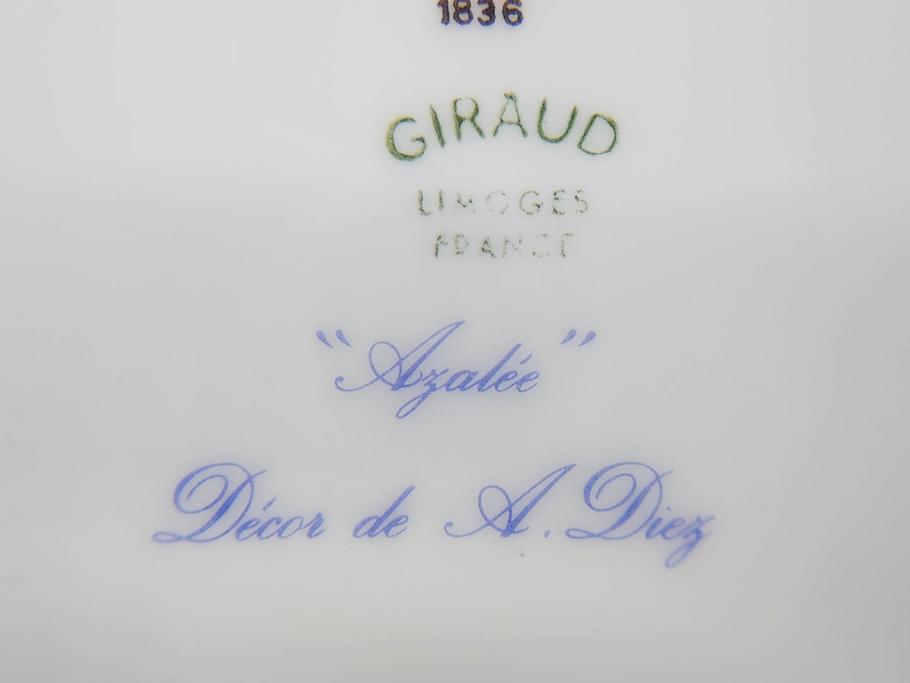 1836
GIRAUD
LIMOGES
FRANCE
“Azalée”
Décor de A. Diez